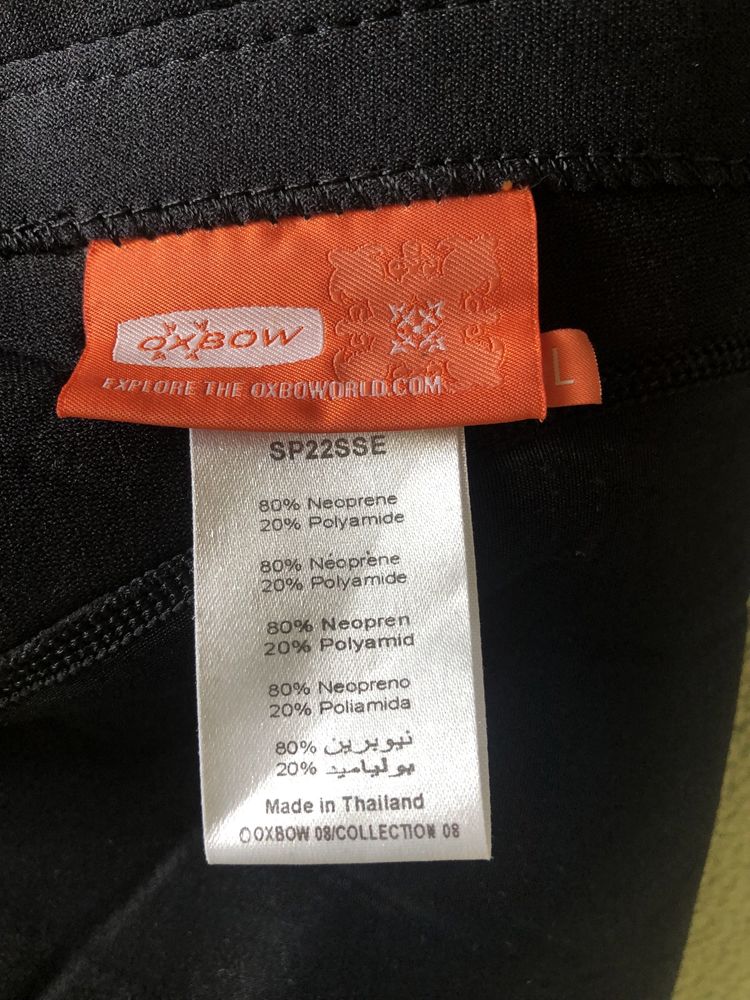 OXBOW
EXPLORE THE OXBOWORLD.COM
L
SP22SSE
80% Neoprene
20% Polyamide
80% Néoprène
20% Polyamide
80% Neopren
20% Polyamid
80% Neopreno
20% Poliamida
80% نيوبرين
20% بولياميد
Made in Thailand
©OXBOW 08/COLLECTION 08